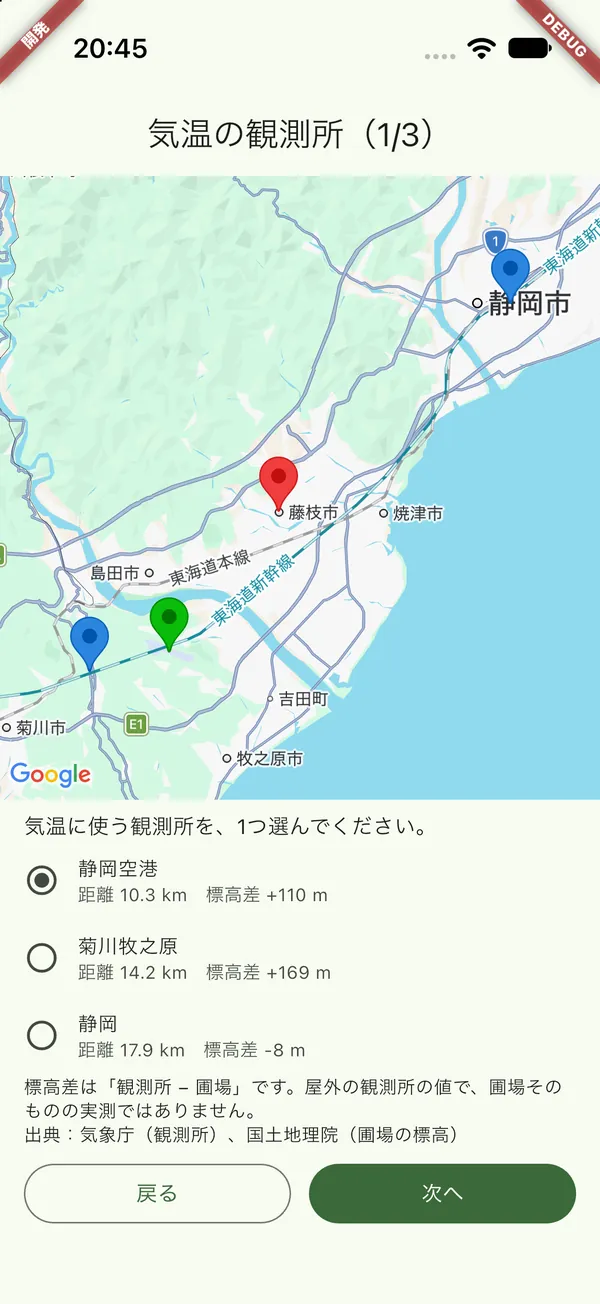 開発
20:45
DEBUG
気温の観測所（1/3）
1
東海道新幹
静岡市
藤枝市
焼津市
島田市
東海道本線
東海道新幹線
吉田町
菊川市
E1
牧之原市
Google
気温に使う観測所を、1つ選んでください。
静岡空港
距離 10.3 km 標高差 +110 m
菊川牧之原
距離 14.2 km 標高差 +169 m
静岡
距離 17.9 km 標高差 -8 m
標高差は「観測所 − 圃場」です。屋外の観測所の値で、圃場その
ものの実測ではありません。
出典：気象庁（観測所）、国土地理院（圃場の標高）
戻る
次へ